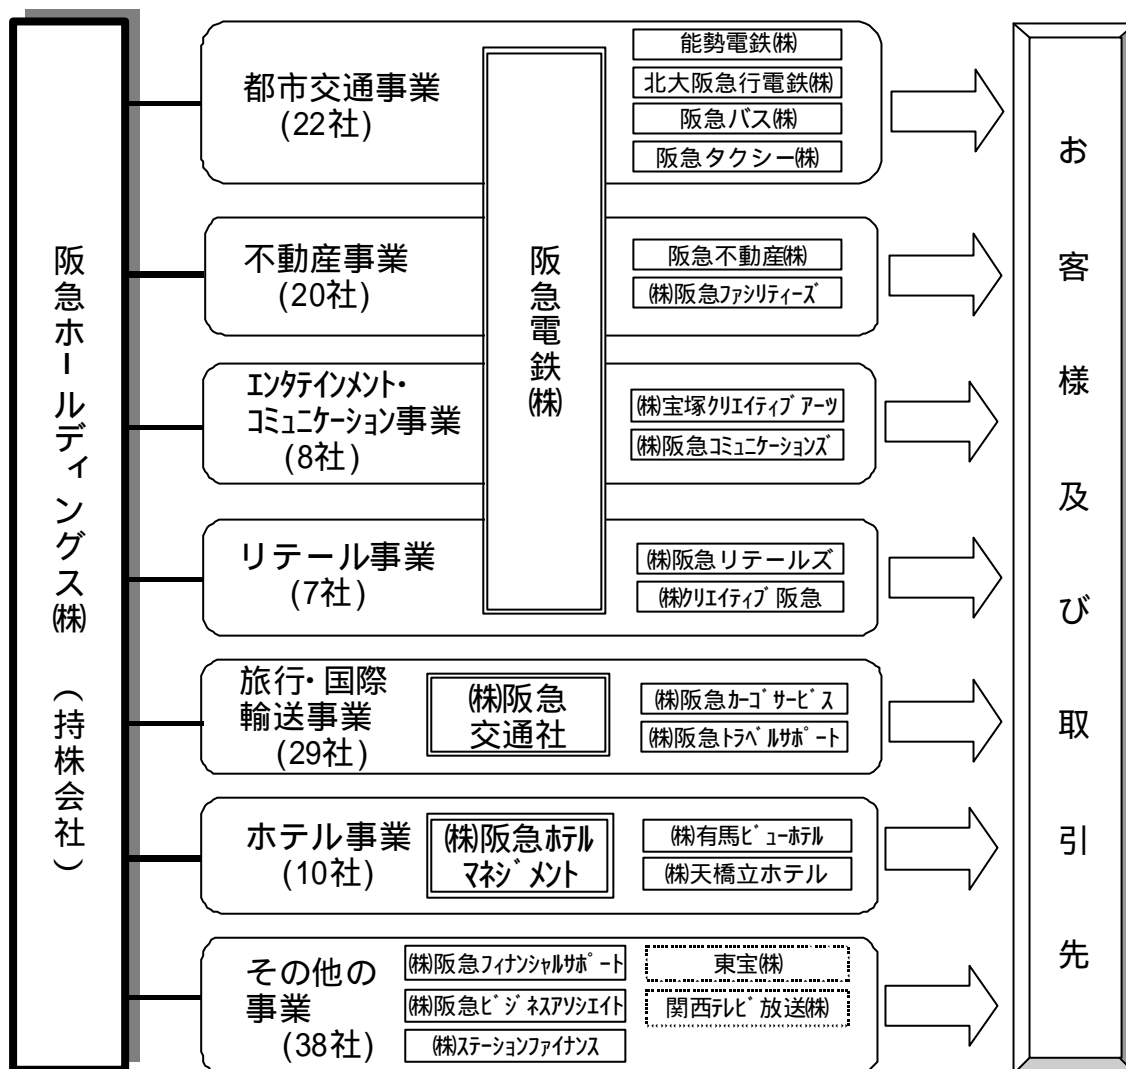 阪急ホールディングス㈱ (持株会社)
都市交通事業
(22社)
能勢電鉄㈱
北大阪急行電鉄㈱
阪急バス㈱
阪急タクシー㈱
阪急電鉄㈱
不動産事業
(20社)
阪急不動産㈱
㈱阪急ファシリティーズ
エンタテインメント・
コミュニケーション事業
(8社)
㈱宝塚クリエイティブアーツ
㈱阪急コミュニケーションズ
リテール事業
(7社)
㈱阪急リテールズ
㈱クリエイティブ阪急
旅行・国際
輸送事業
(29社)
㈱阪急
交通社
㈱阪急カーゴサービス
㈱阪急トラベルサポート
ホテル事業
(10社)
㈱阪急ホテル
マネジメント
㈱有馬ビューホテル
㈱天橋立ホテル
その他の
事業
(38社)
㈱阪急フィナンシャルサポート
㈱阪急ビジネスアソシエイト
㈱ステーションファイナンス
東宝㈱
関西テレビ放送㈱
お客様及び取引先